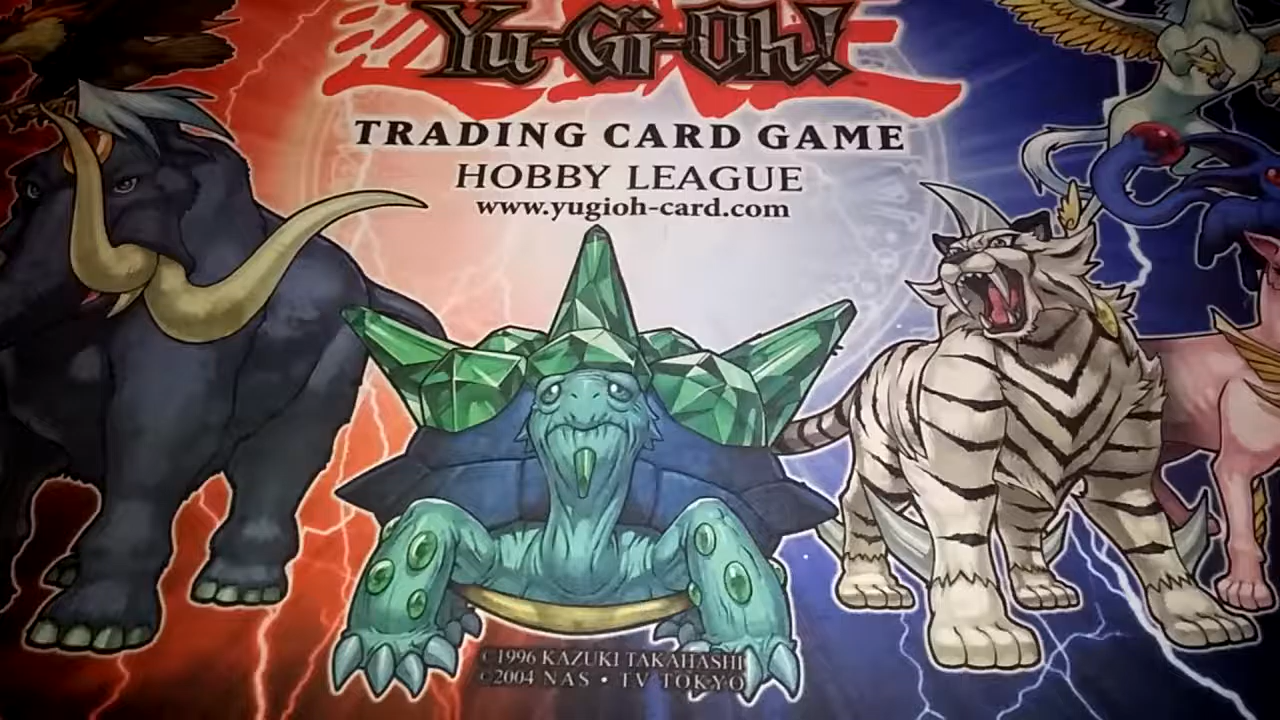 Yu-Gi-Oh!
TRADING CARD GAME
HOBBY LEAGUE
www.yugioh-card.com
©1996 KAZUKI TAKAHASHI
©2004 NAS • TV TOKYO